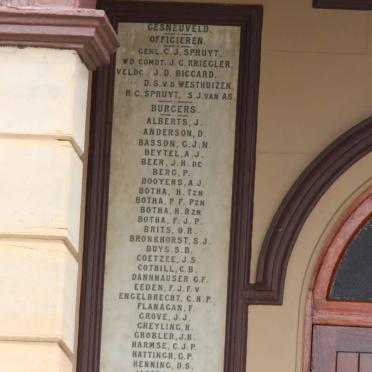 GESNEUVELD.
OFFICIEREN.
GENL. C.J. SPRUYT,
WD. COMDT. J.C. KRIEGLER,
VELDC. J.D. BICCARD,
" D.S. V.D. WESTHUIZEN,
H.C. SPRUYT, S.J. VAN AS.
BURGERS.
ALBERTS, J.
ANDERSON, D.
BASSON, G.J.N.
BEYTEL, A.J.
BEER, J.H. DE
BERG, P.
BOOYENS, A.J.
BOTHA, H. TZN
BOTHA, P.F. PZN
BOTHA, H. RZN
BOTHA, F.J.P.
BRITS, O.R.
BRONKHORST, S.J.
BUYS, S.B.
COETZEE, J.S.
COTHILL, C.B.
DANNHAUSER, G.F.
EEDEN, F.J.F. V
ENGELBRECHT, C.H.P.
FLANAGAN, F.
GROVE, J.J.
GREYLING, H.
GROBLER, J.H.
HARMSE, C.J.P.
HATTINGH, G.P.
HENNING, D.S.